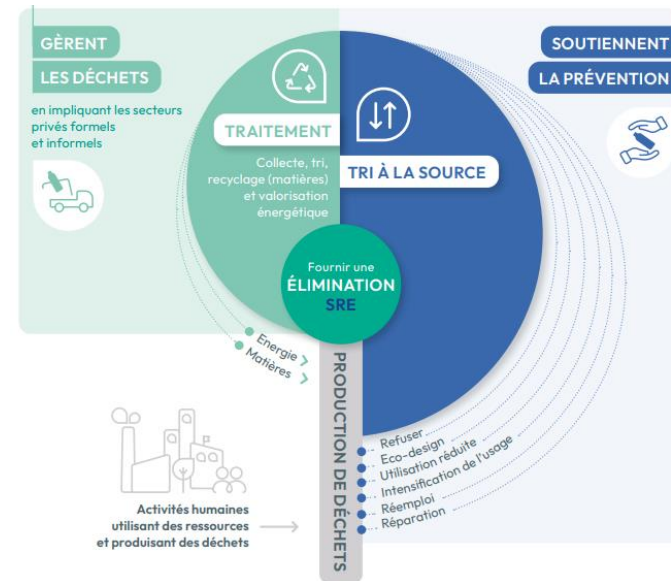 GÈRENT
LES DÉCHETS
en impliquant les secteurs
privés formels
et informels
SOUTIENNENT
LA PRÉVENTION
TRAITEMENT
Collecte, tri,
recyclage (matières)
et valorisation
énergétique
TRI À LA SOURCE
Fournir une
ÉLIMINATION
SRE
Energie
Matières
PRODUCTION DE DÉCHETS
Refuser
Eco-design
Utilisation réduite
Intensification de l'usage
Réemploi
Réparation
Activités humaines
utilisant des ressources
et produisant des déchets